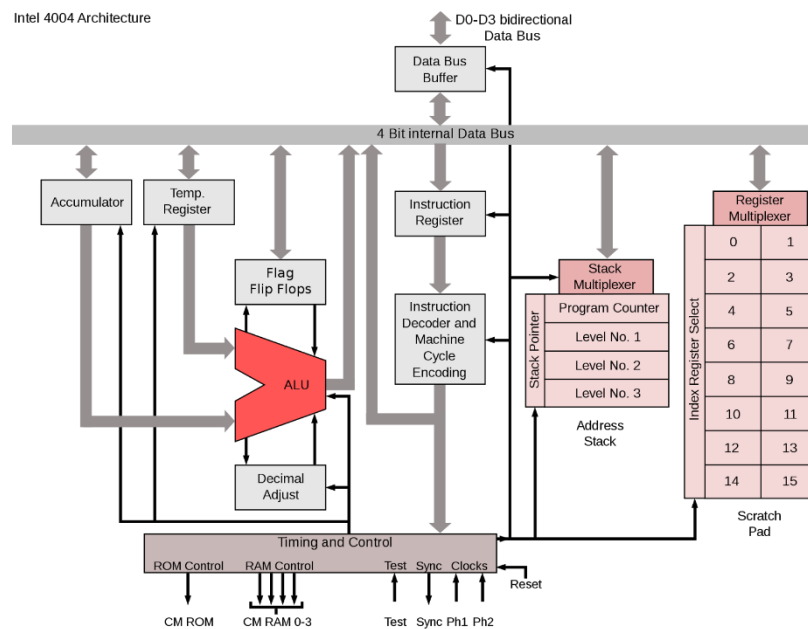 Intel 4004 Architecture
D0-D3 bidirectional
Data Bus
Data Bus
Buffer
4 Bit internal Data Bus
Accumulator
Temp.
Register
Flag
Flip Flops
ALU
Decimal
Adjust
Instruction
Register
Instruction
Decoder and
Machine
Cycle
Encoding
Stack
Multiplexer
Stack Pointer
Program Counter
Level No. 1
Level No. 2
Level No. 3
Address
Stack
Register
Multiplexer
Index Register Select
0 1
2 3
4 5
6 7
8 9
10 11
12 13
14 15
Scratch
Pad
Timing and Control
ROM Control RAM Control Test Sync Clocks
Reset
CM ROM CM RAM 0-3 Test Sync Ph1 Ph2